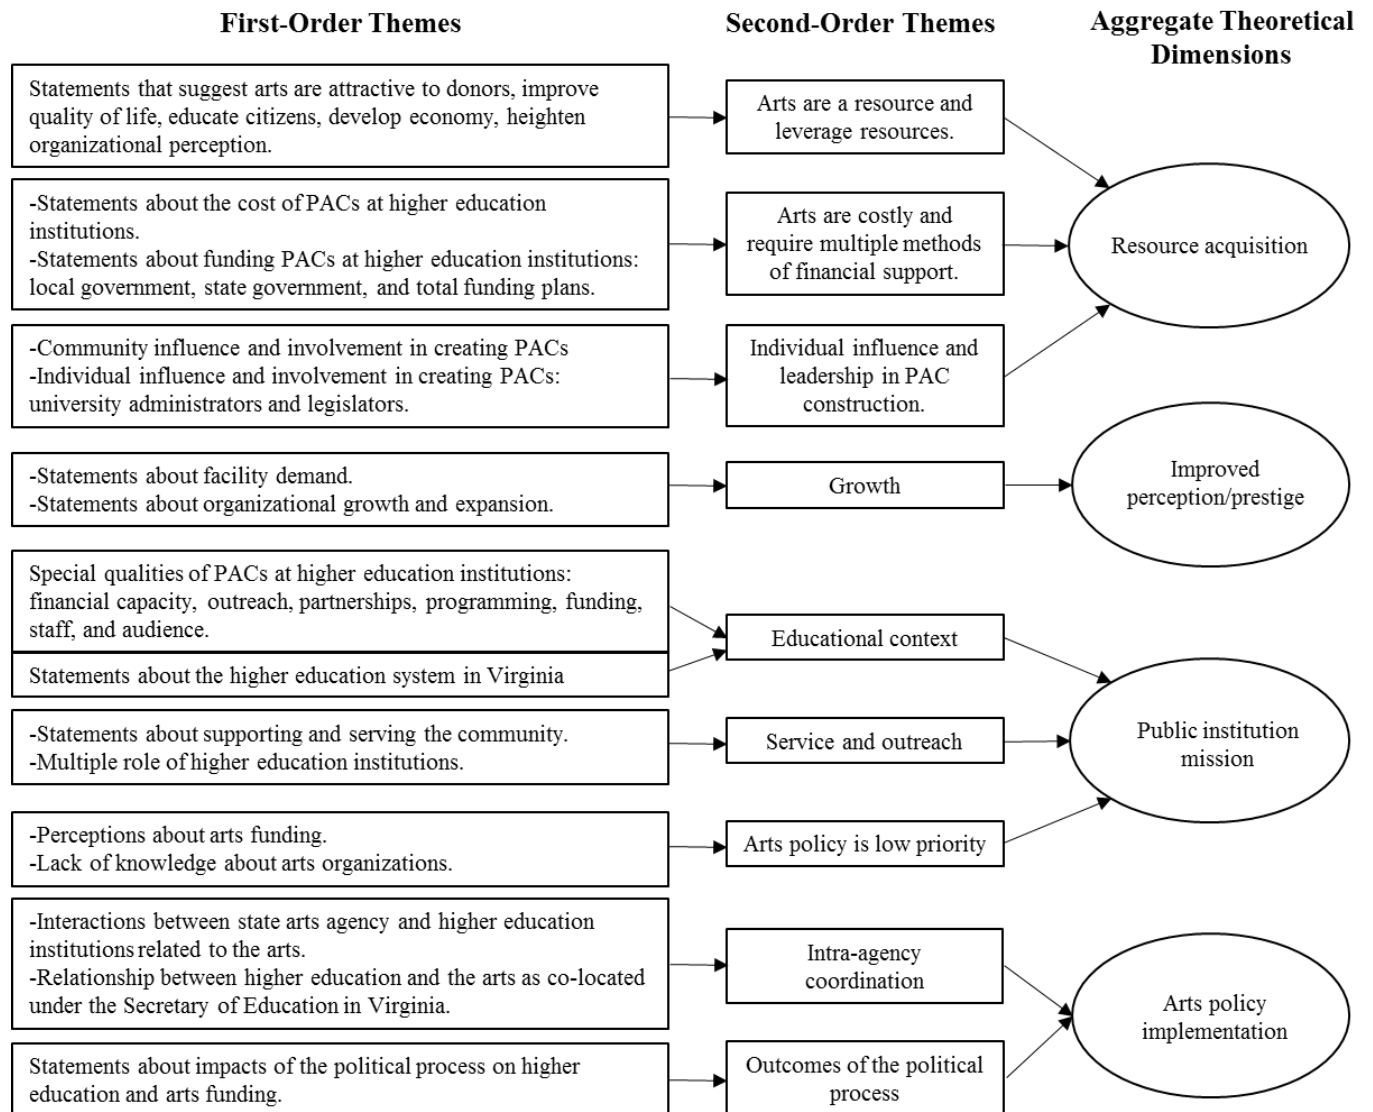 First-Order Themes
Second-Order Themes
Aggregate Theoretical
Dimensions
Statements that suggest arts are attractive to donors, improve
quality of life, educate citizens, develop economy, heighten
organizational perception.
Arts are a resource and
leverage resources.
-Statements about the cost of PACs at higher education
institutions.
-Statements about funding PACs at higher education institutions:
local government, state government, and total funding plans.
Arts are costly and
require multiple methods
of financial support.
Resource acquisition
-Community influence and involvement in creating PACs
-Individual influence and involvement in creating PACs:
university administrators and legislators.
Individual influence and
leadership in PAC
construction.
-Statements about facility demand.
-Statements about organizational growth and expansion.
Growth
Improved
perception/prestige
Special qualities of PACs at higher education institutions:
financial capacity, outreach, partnerships, programming, funding,
staff, and audience.
Statements about the higher education system in Virginia
Educational context
-Statements about supporting and serving the community.
-Multiple role of higher education institutions.
Service and outreach
Public institution
mission
-Perceptions about arts funding.
-Lack of knowledge about arts organizations.
Arts policy is low priority
-Interactions between state arts agency and higher education
institutions related to the arts.
-Relationship between higher education and the arts as co-located
under the Secretary of Education in Virginia.
Intra-agency
coordination
Arts policy
implementation
Statements about impacts of the political process on higher
education and arts funding.
Outcomes of the political
process